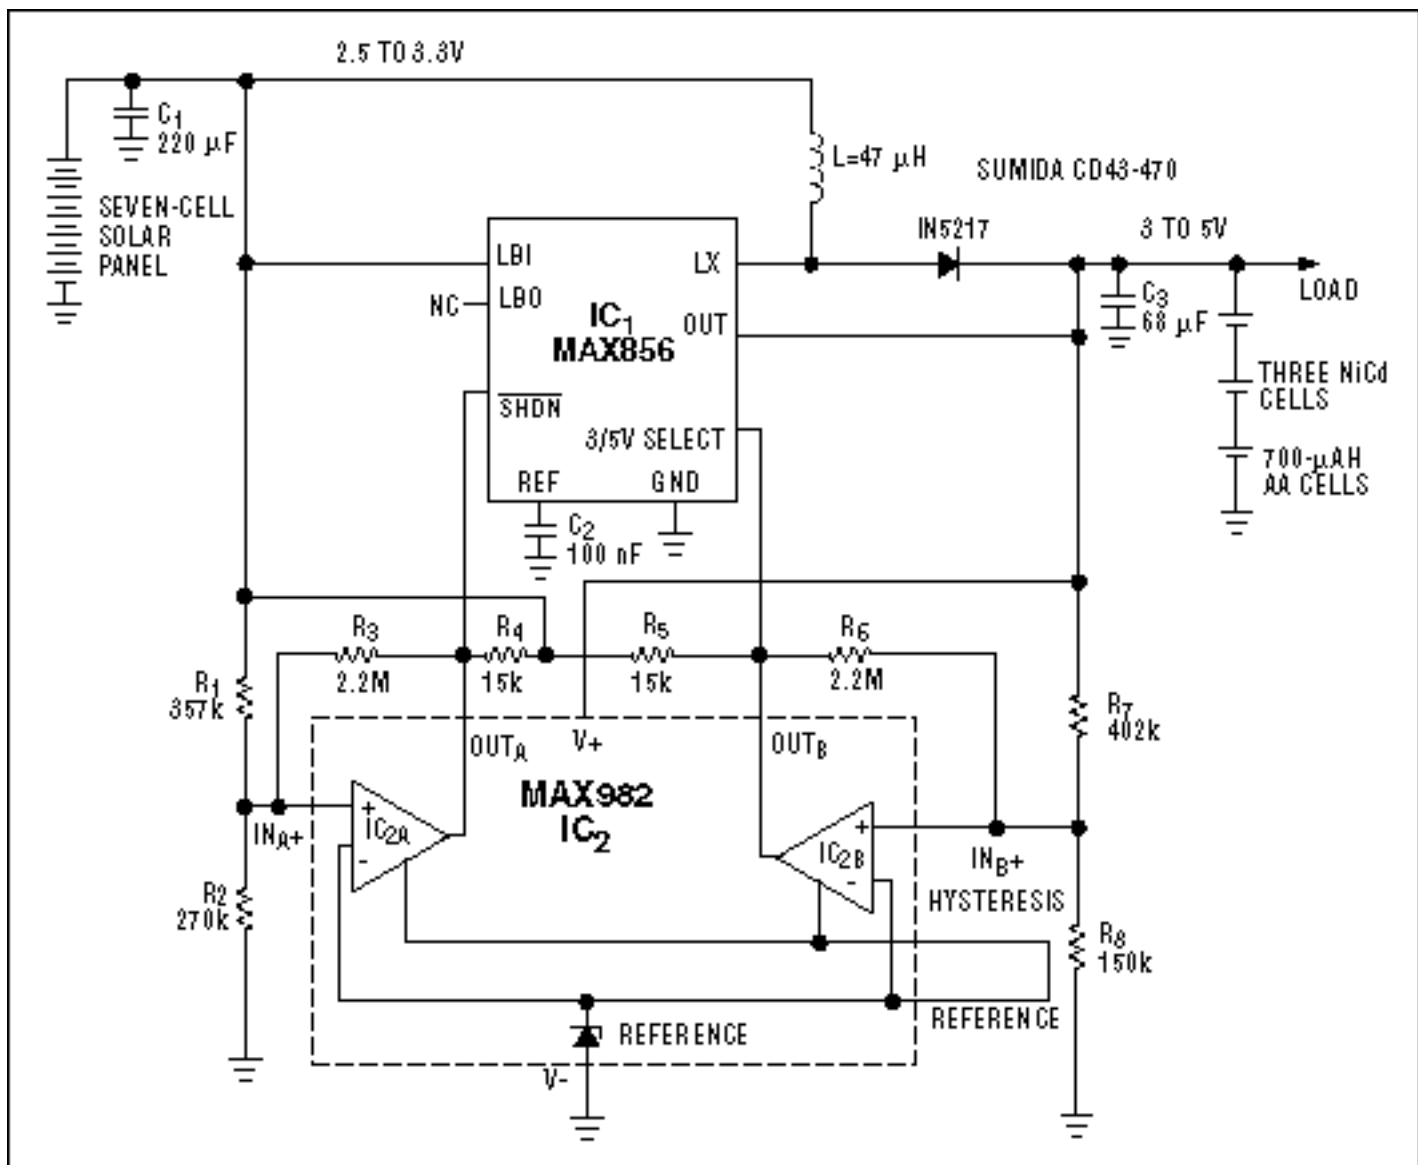 2.5 TO 3.3V
C1
220 µF
L=47 µH
SUMIDA CD43-470
SEVEN-CELL
SOLAR
PANEL
IN5217
3 TO 5V
LBI
LX
NC
LBO
IC1
MAX856
OUT
C3
68 µF
LOAD
SHDN
3/5V SELECT
THREE NiCd
CELLS
REF
GND
700-µAH
AA CELLS
C2
100 nF
R3
2.2M
R4
15k
R5
15k
R6
2.2M
R1
357k
R7
402k
OUTA
V+
OUTB
MAX982
IC2
+
IC2A
-
INA+
+
IC2B
-
INB+
HYSTERESIS
R2
270k
R8
150k
REFERENCE
REFERENCE
V-